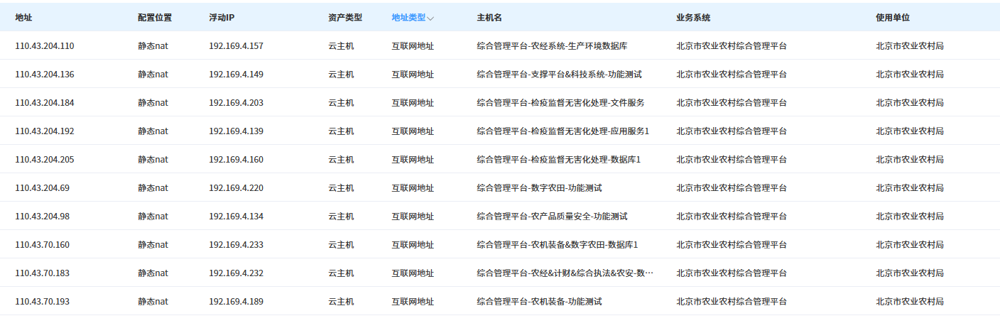 地址 配置位置 浮动IP 资产类型 地址类型 主机名 业务系统 使用单位
110.43.204.110 静态nat 192.169.4.157 云主机 互联网地址 综合管理平台-农经系统-生产环境数据库 北京市农业农村综合管理平台 北京市农业农村局
110.43.204.136 静态nat 192.169.4.149 云主机 互联网地址 综合管理平台-支撑平台&科技系统-功能测试 北京市农业农村综合管理平台 北京市农业农村局
110.43.204.184 静态nat 192.169.4.203 云主机 互联网地址 综合管理平台-检疫监督无害化处理-文件服务 北京市农业农村综合管理平台 北京市农业农村局
110.43.204.192 静态nat 192.169.4.139 云主机 互联网地址 综合管理平台-检疫监督无害化处理-应用服务1 北京市农业农村综合管理平台 北京市农业农村局
110.43.204.205 静态nat 192.169.4.160 云主机 互联网地址 综合管理平台-检疫监督无害化处理-数据库1 北京市农业农村综合管理平台 北京市农业农村局
110.43.204.69 静态nat 192.169.4.220 云主机 互联网地址 综合管理平台-数字农田-功能测试 北京市农业农村综合管理平台 北京市农业农村局
110.43.204.98 静态nat 192.169.4.134 云主机 互联网地址 综合管理平台-农产品质量安全-功能测试 北京市农业农村综合管理平台 北京市农业农村局
110.43.70.160 静态nat 192.169.4.233 云主机 互联网地址 综合管理平台-农机装备&数字农田-数据库1 北京市农业农村综合管理平台 北京市农业农村局
110.43.70.183 静态nat 192.169.4.232 云主机 互联网地址 综合管理平台-农经&计财&综合执法&农安-数… 北京市农业农村综合管理平台 北京市农业农村局
110.43.70.193 静态nat 192.169.4.189 云主机 互联网地址 综合管理平台-农机装备-功能测试 北京市农业农村综合管理平台 北京市农业农村局